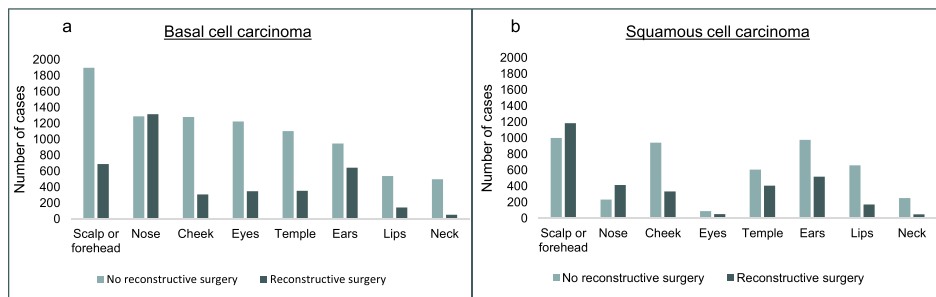 a
Basal cell carcinoma
Number of cases
2000
1800
1600
1400
1200
1000
800
600
400
200
0
Scalp or forehead Nose Cheek Eyes Temple Ears Lips Neck
No reconstructive surgery Reconstructive surgery
b
Squamous cell carcinoma
Number of cases
2000
1800
1600
1400
1200
1000
800
600
400
200
0
Scalp or forehead Nose Cheek Eyes Temple Ears Lips Neck
No reconstructive surgery Reconstructive surgery